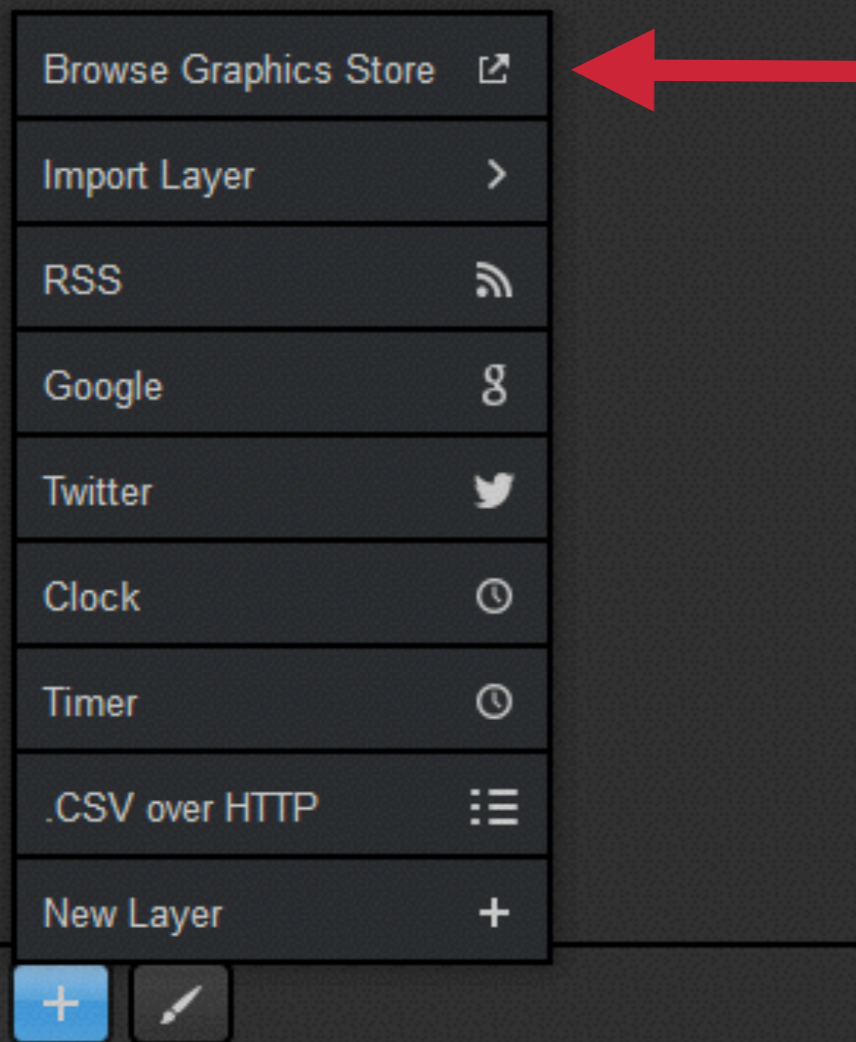 Browse Graphics Store
Import Layer
RSS
Google
Twitter
Clock
Timer
.CSV over HTTP
New Layer